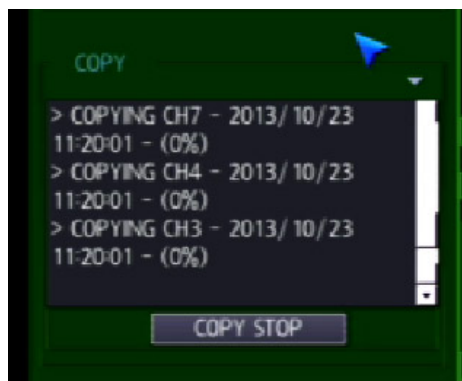 COPY
> COPYING CH7 - 2013/10/23
11:20:01 - (0%)
> COPYING CH4 - 2013/10/23
11:20:01 - (0%)
> COPYING CH3 - 2013/10/23
11:20:01 - (0%)
COPY STOP